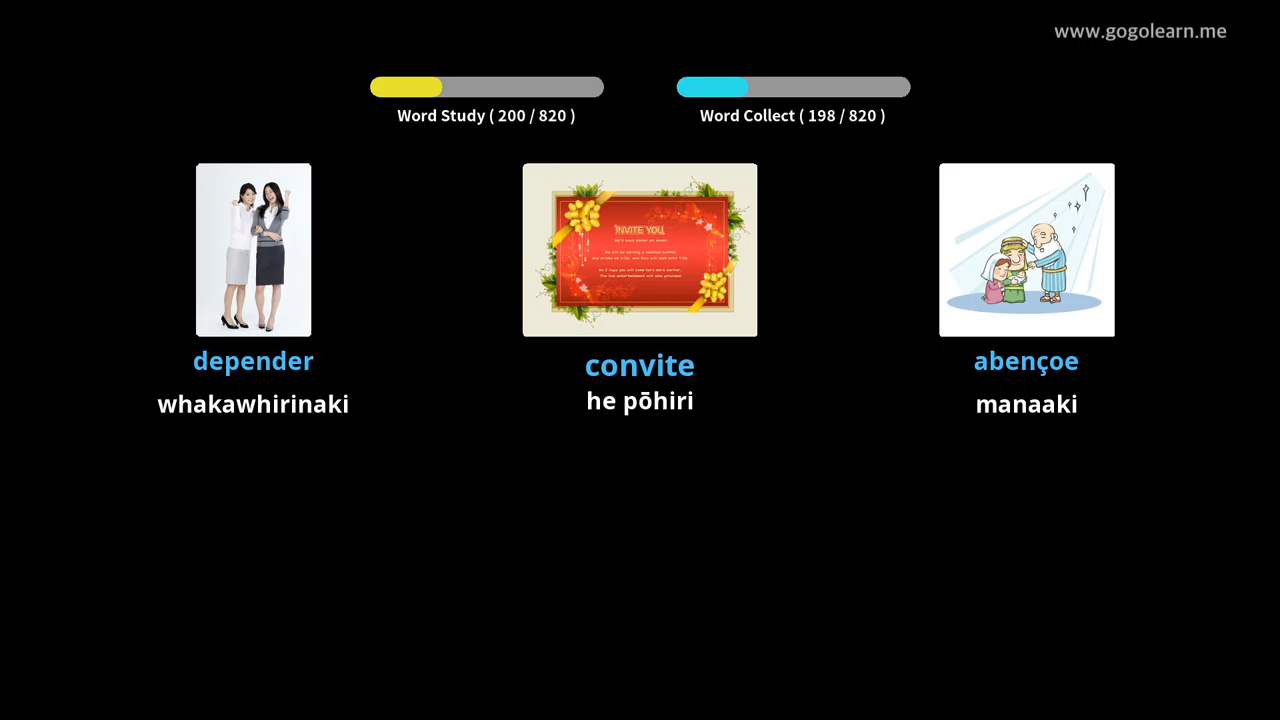 www.gogolearn.me
Word Study ( 200 / 820 )
Word Collect ( 198 / 820 )
INVITE YOU
depender
convite
abençoe
whakawhirinaki
he pōhiri
manaaki